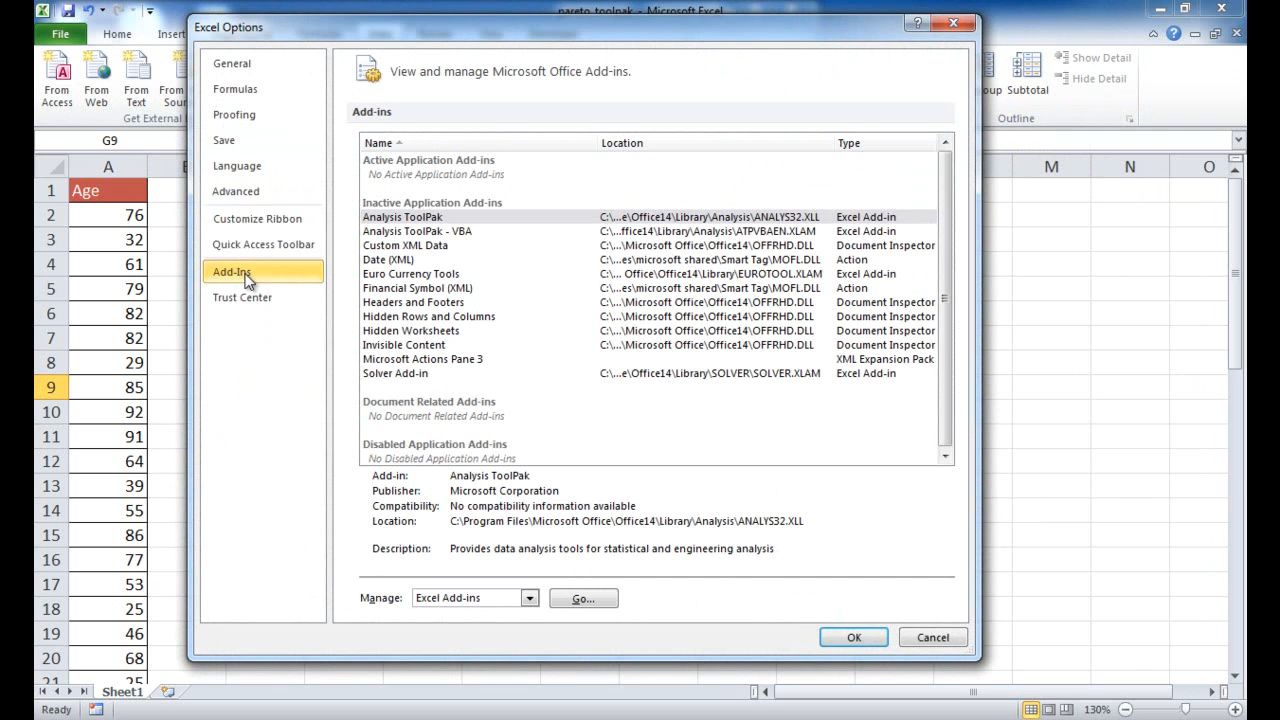 pareto_toolpak - Microsoft Excel
Excel Options
File
Home
Insert
From Access
From Web
From Text
Get External
Subtotal
Show Detail
Hide Detail
Outline
G9
General
Formulas
Proofing
Save
Language
Advanced
Customize Ribbon
Quick Access Toolbar
Add-Ins
Trust Center
View and manage Microsoft Office Add-ins.
Add-ins
Name Location Type
Active Application Add-ins
No Active Application Add-ins
Inactive Application Add-ins
Analysis ToolPak C:\...e\Office14\Library\Analysis\ANALYS32.XLL Excel Add-in
Analysis ToolPak - VBA C:\...ffice14\Library\Analysis\ATPVBAEN.XLAM Excel Add-in
Custom XML Data C:\...\Microsoft Office\Office14\OFFRHD.DLL Document Inspector
Date (XML) C:\...es\microsoft shared\Smart Tag\MOFL.DLL Action
Euro Currency Tools C:\... Office\Office14\Library\EUROTOOL.XLAM Excel Add-in
Financial Symbol (XML) C:\...es\microsoft shared\Smart Tag\MOFL.DLL Action
Headers and Footers C:\...\Microsoft Office\Office14\OFFRHD.DLL Document Inspector
Hidden Rows and Columns C:\...\Microsoft Office\Office14\OFFRHD.DLL Document Inspector
Hidden Worksheets C:\...\Microsoft Office\Office14\OFFRHD.DLL Document Inspector
Invisible Content C:\...\Microsoft Office\Office14\OFFRHD.DLL Document Inspector
Microsoft Actions Pane 3 XML Expansion Pack
Solver Add-in C:\...e\Office14\Library\SOLVER\SOLVER.XLAM Excel Add-in
Document Related Add-ins
No Document Related Add-ins
Disabled Application Add-ins
No Disabled Application Add-ins
Add-in: Analysis ToolPak
Publisher: Microsoft Corporation
Compatibility: No compatibility information available
Location: C:\Program Files\Microsoft Office\Office14\Library\Analysis\ANALYS32.XLL
Description: Provides data analysis tools for statistical and engineering analysis
Manage: Excel Add-ins Go...
OK Cancel
A M N O
1 Age
2 76
3 32
4 61
5 79
6 82
7 82
8 29
9 85
10 92
11 91
12 64
13 39
14 55
15 86
16 77
17 53
18 25
19 46
20 68
21 25
Sheet1
Ready 130%